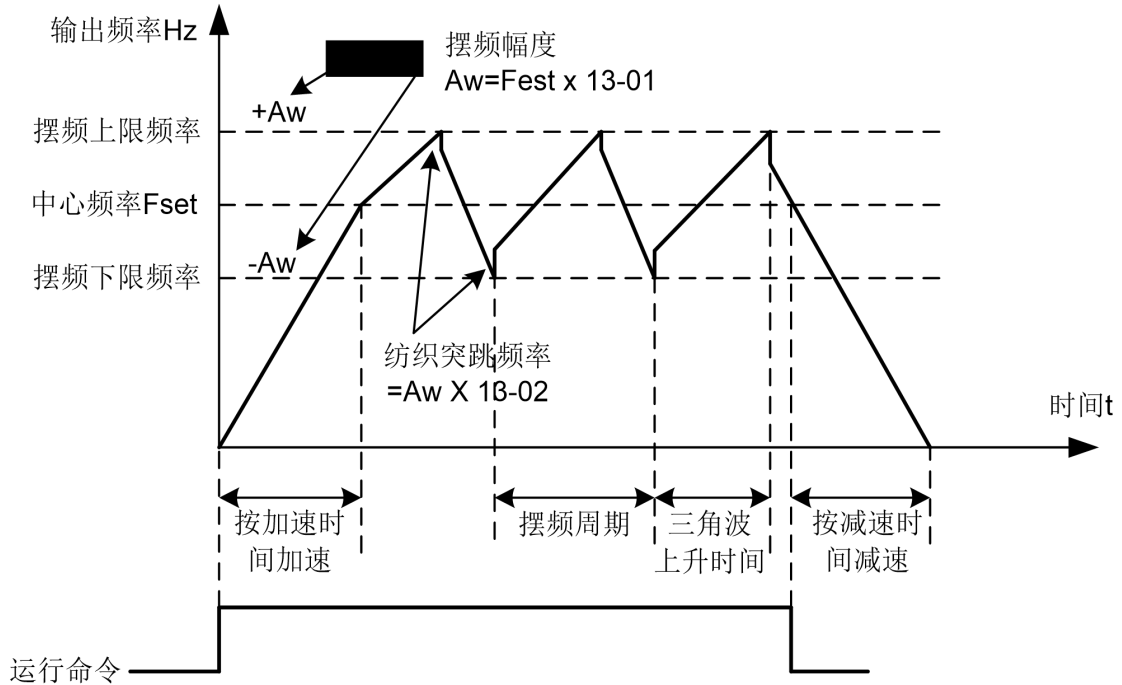 输出频率Hz
摆频幅度
Aw=Fest x 13-01
+Aw
摆频上限频率
中心频率Fset
-Aw
摆频下限频率
纺织突跳频率
=Aw X 13-02
时间t
按加速时
间加速
摆频周期
三角波
上升时间
按减速时
间减速
运行命令